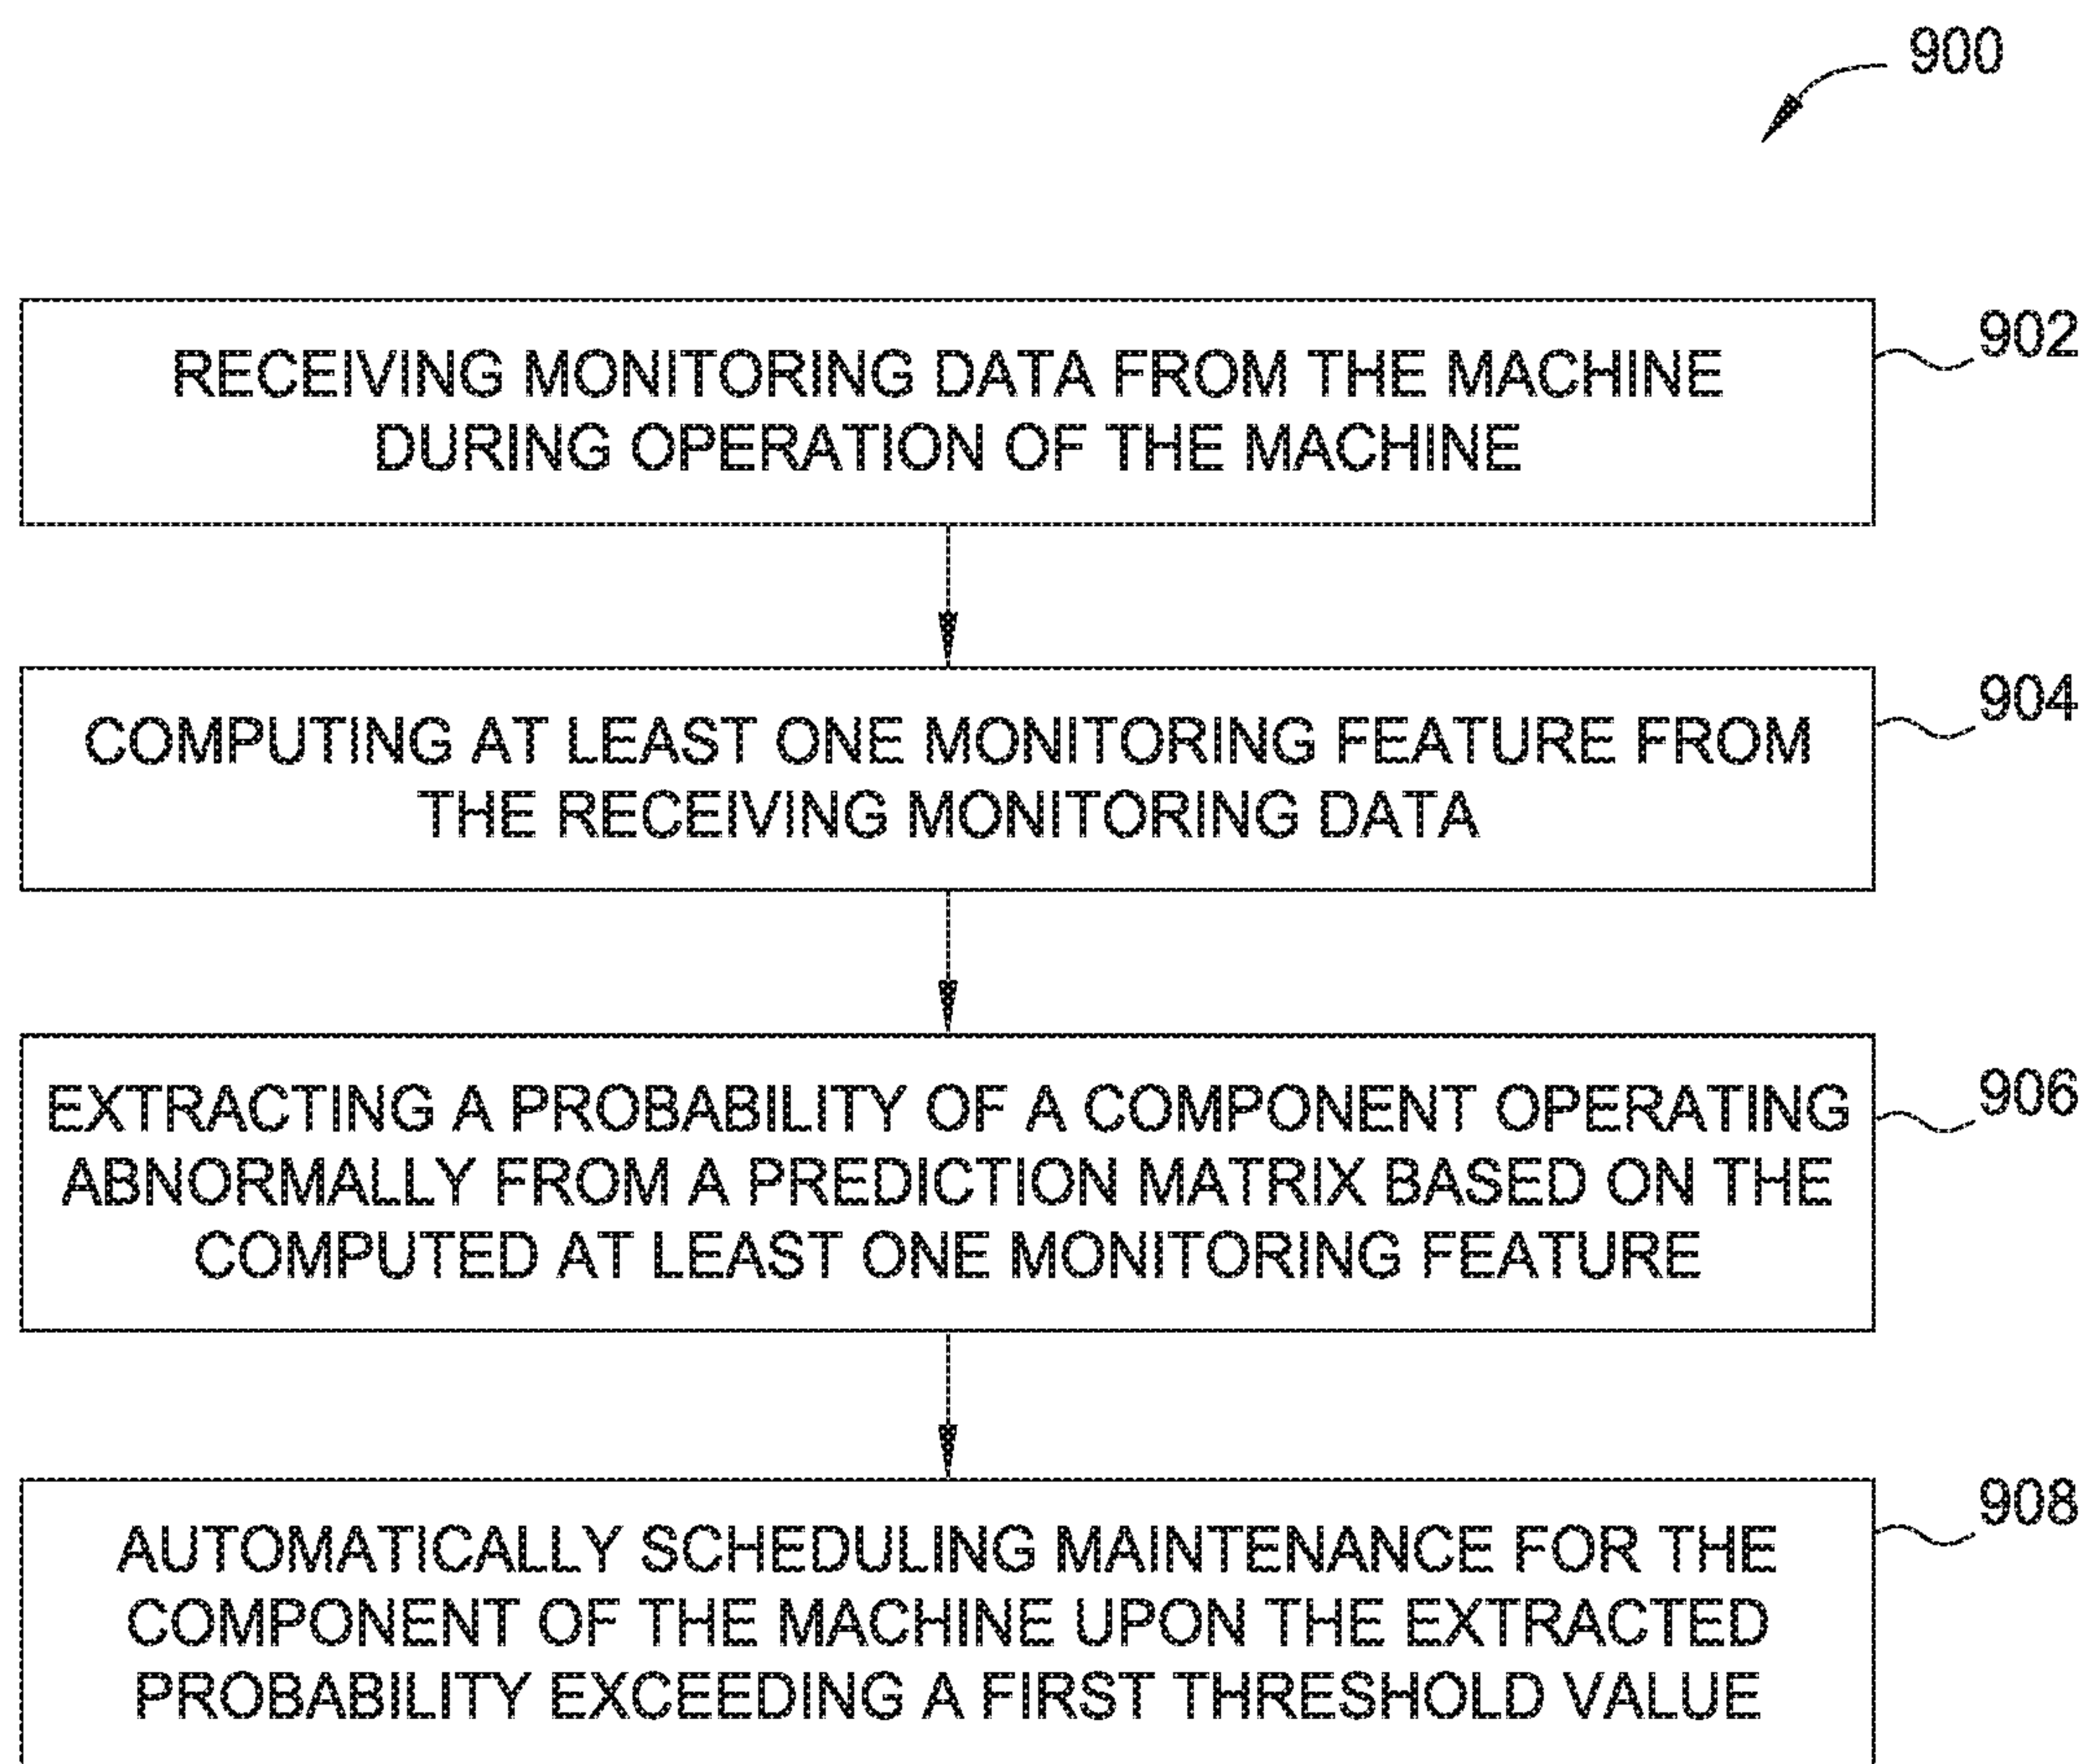 900
RECEIVING MONITORING DATA FROM THE MACHINE
DURING OPERATION OF THE MACHINE
902
COMPUTING AT LEAST ONE MONITORING FEATURE FROM
THE RECEIVING MONITORING DATA
904
EXTRACTING A PROBABILITY OF A COMPONENT OPERATING
ABNORMALLY FROM A PREDICTION MATRIX BASED ON THE
COMPUTED AT LEAST ONE MONITORING FEATURE
906
AUTOMATICALLY SCHEDULING MAINTENANCE FOR THE
COMPONENT OF THE MACHINE UPON THE EXTRACTED
PROBABILITY EXCEEDING A FIRST THRESHOLD VALUE
908